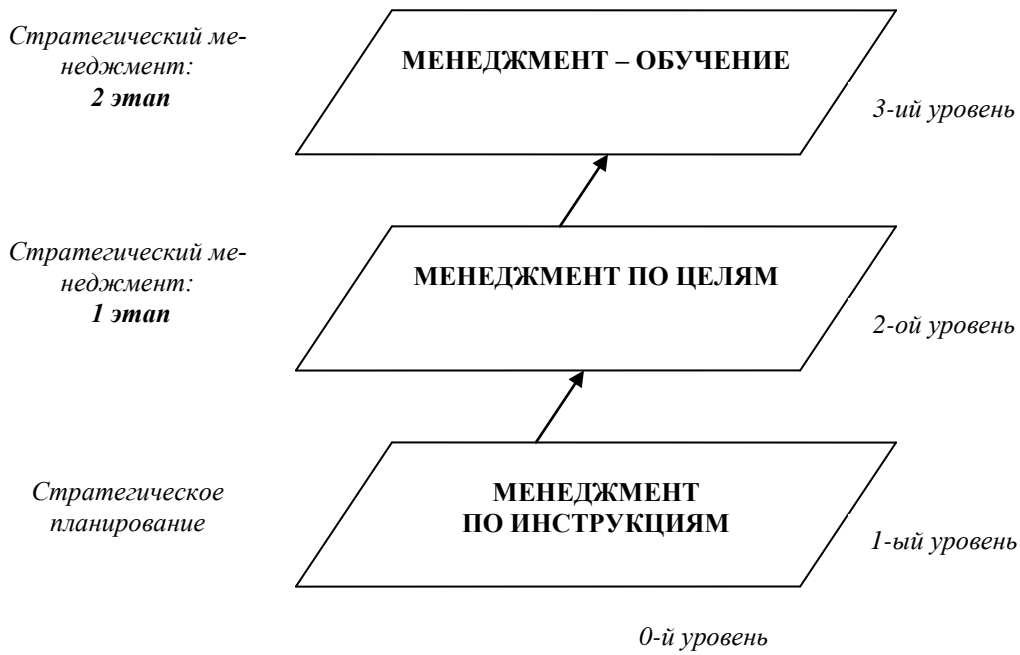 Стратегический ме-
неджмент:
2 этап
МЕНЕДЖМЕНТ – ОБУЧЕНИЕ
3-ий уровень
Стратегический ме-
неджмент:
1 этап
МЕНЕДЖМЕНТ ПО ЦЕЛЯМ
2-ой уровень
Стратегическое
планирование
МЕНЕДЖМЕНТ
ПО ИНСТРУКЦИЯМ
1-ый уровень
0-й уровень